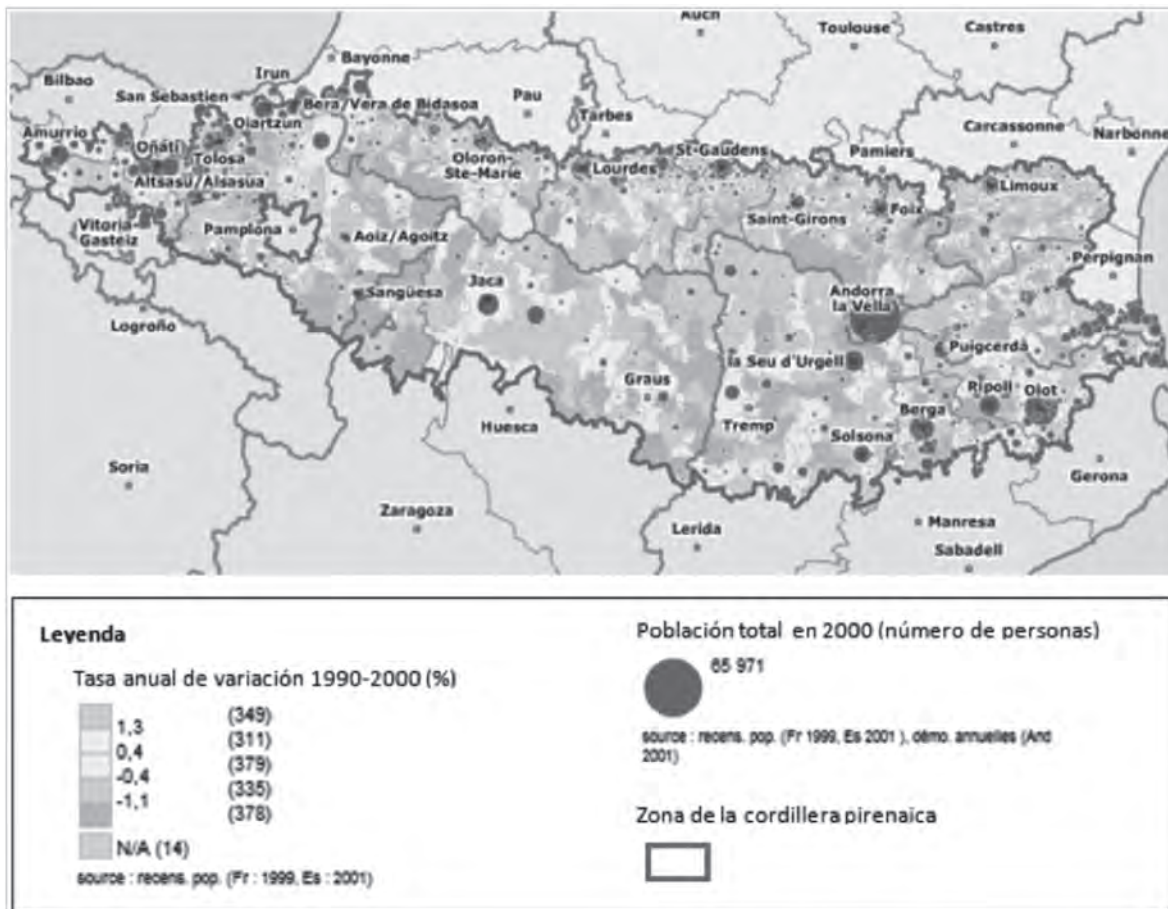 Auch
Toulouse
Castres
Bayonne
Irun
Bilbao
San Sebastien
Bera/Vera de Bidasoa
Pau
Tarbes
Carcassonne
Narbonne
Amurrio
Oiartzun
Oñati
Tolosa
Oloron-
Ste-Marie
Lourdes
St-Gaudens
Pamiers
Limoux
Altsasu/Alsasua
Saint-Girons
Foix
Vitoria-
Gasteiz
Pamplona
Aoiz/Agoitz
Perpignan
Sangüesa
Jaca
Andorra
la Vella
Logroño
la Seu d'Urgell
Puigcerdà
Graus
Ripoll
Olot
Huesca
Tremp
Berga
Solsona
Soria
Gerona
Zaragoza
Lerida
Manresa
Sabadell
Leyenda
Tasa anual de variación 1990-2000 (%)
(349)
1,3
(311)
0,4
(379)
-0,4
(335)
-1,1
(378)
N/A (14)
source : recens. pop. (Fr : 1999, Es : 2001)
Población total en 2000 (número de personas)
65 971
source : recens. pop. (Fr 1999, Es 2001 ), démo. annuelles (And
2001)
Zona de la cordillera pirenaica